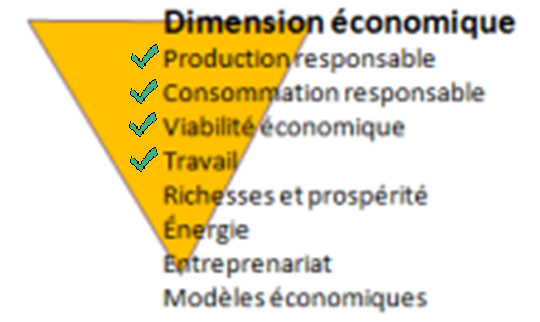 Dimension économique
Production responsable
Consommation responsable
Viabilité économique
Travail
Richesses et prospérité
Énergie
Entreprenariat
Modèles économiques